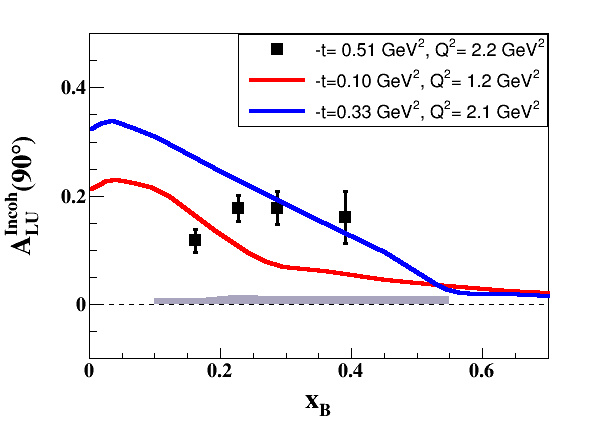 -t= 0.51 GeV², Q²= 2.2 GeV²
-t=0.10 GeV², Q²= 1.2 GeV²
-t=0.33 GeV², Q²= 2.1 GeV²
A_LU^Incoh(90°)
0.4
0.2
0
0 0.2 0.4 0.6
x_B